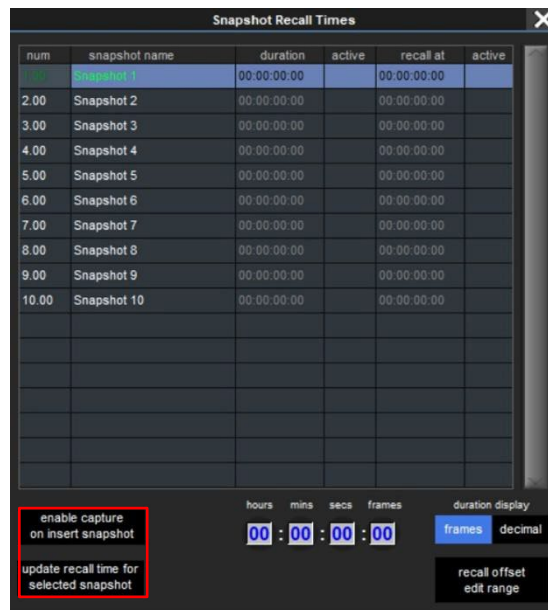 Snapshot Recall Times
X
num snapshot name duration active recall at active
1.00 Snapshot 1 00:00:00:00 00:00:00:00
2.00 Snapshot 2 00:00:00:00 00:00:00:00
3.00 Snapshot 3 00:00:00:00 00:00:00:00
4.00 Snapshot 4 00:00:00:00 00:00:00:00
5.00 Snapshot 5 00:00:00:00 00:00:00:00
6.00 Snapshot 6 00:00:00:00 00:00:00:00
7.00 Snapshot 7 00:00:00:00 00:00:00:00
8.00 Snapshot 8 00:00:00:00 00:00:00:00
9.00 Snapshot 9 00:00:00:00 00:00:00:00
10.00 Snapshot 10 00:00:00:00 00:00:00:00
enable capture
on insert snapshot
update recall time for
selected snapshot
hours mins secs frames
00 : 00 : 00 : 00
duration display
frames decimal
recall offset
edit range